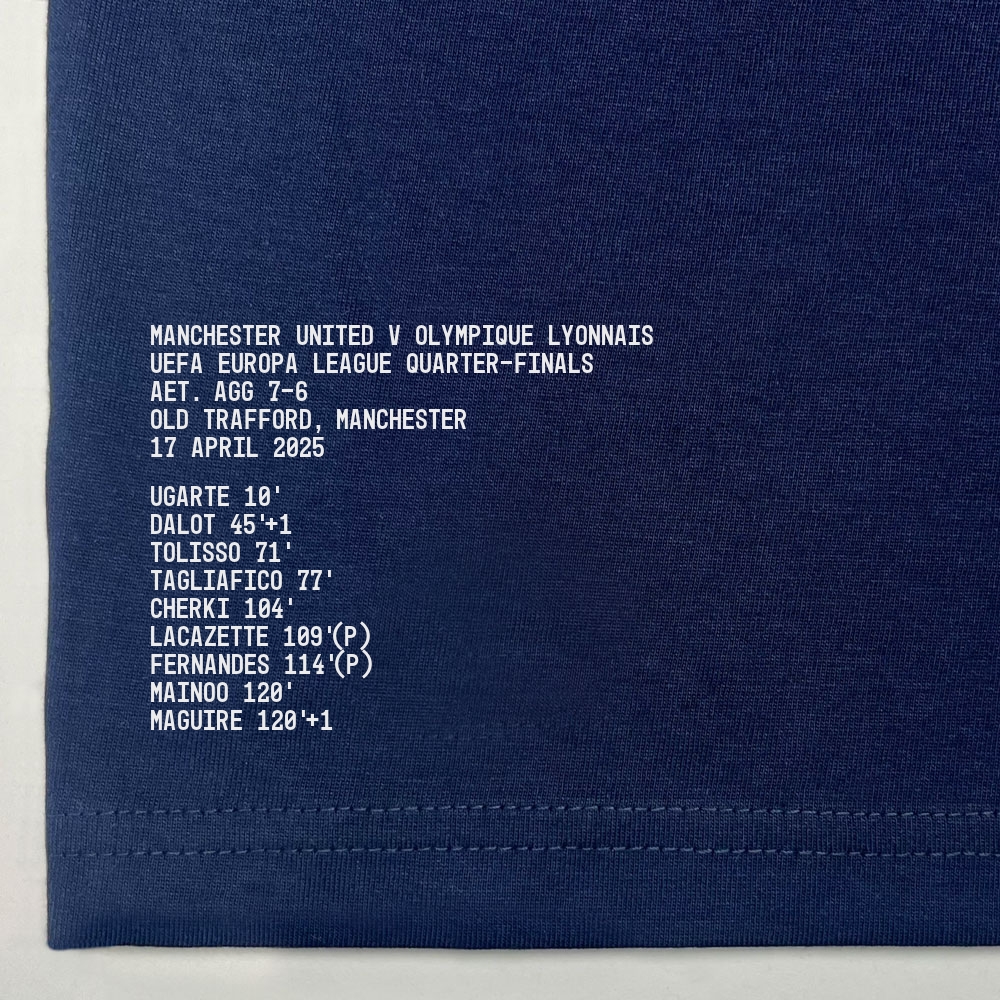 MANCHESTER UNITED V OLYMPIQUE LYONNAIS
UEFA EUROPA LEAGUE QUARTER-FINALS
AET. AGG 7-6
OLD TRAFFORD, MANCHESTER
17 APRIL 2025
UGARTE 10'
DALOT 45'+1
TOLISSO 71'
TAGLIAFICO 77'
CHERKI 104'
LACAZETTE 109'(P)
FERNANDES 114'(P)
MAINOO 120'
MAGUIRE 120'+1